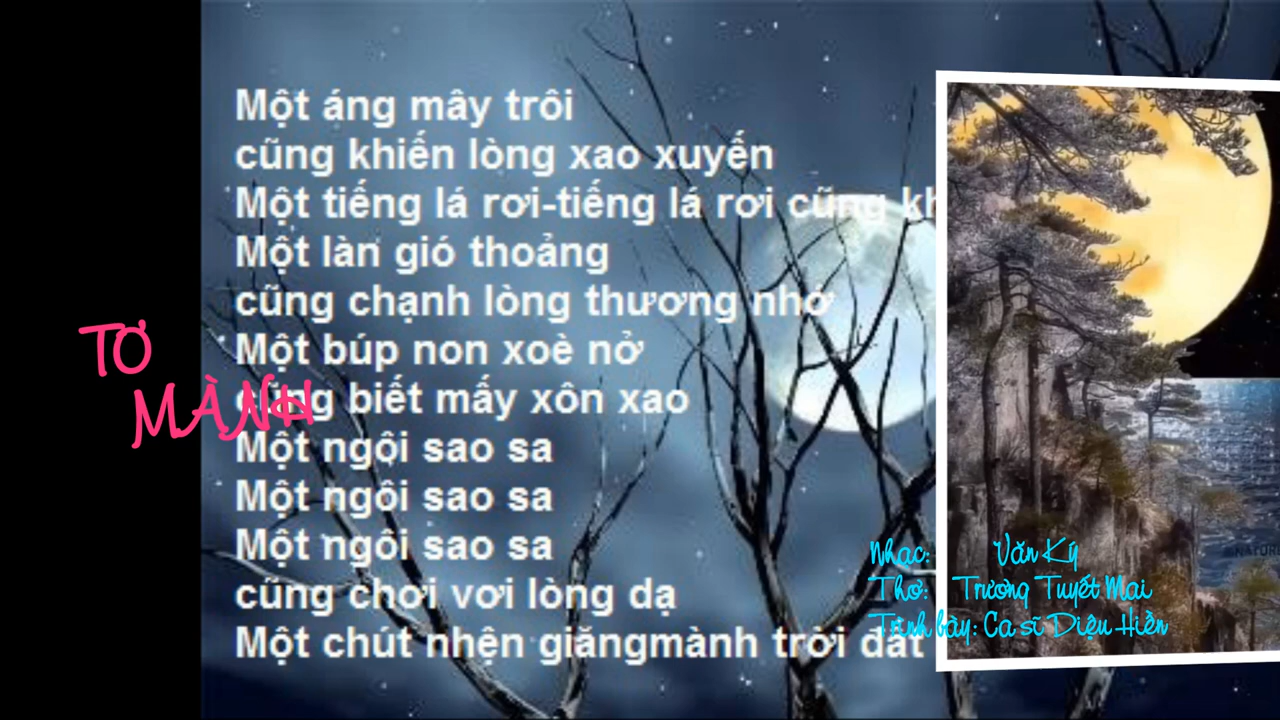 Một áng mây trôi
cũng khiến lòng xao xuyến
Một tiếng lá rơi-tiếng lá rơi cũng kh
Một làn gió thoảng
cũng chạnh lòng thương nhớ
Một búp non xoè nở
cũng biết mấy xôn xao
Một ngôi sao sa
Một ngôi sao sa
Một ngôi sao sa
cũng chơi vơi lòng dạ
Một chút nhện giăngmành trời đất
TƠ
MÀNH
Nhạc: Văn Ký
Thơ: Trương Tuyết Mai
Trình bày: Ca sĩ Diệu Hiền
NATURE